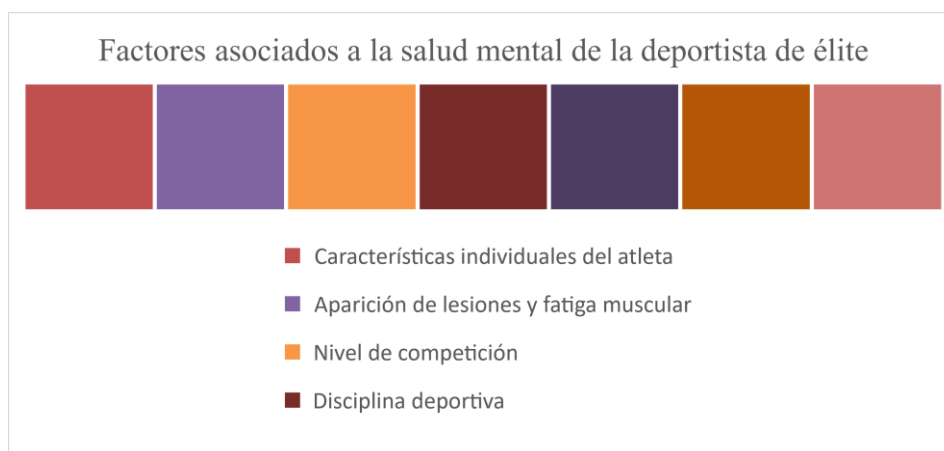 Factores asociados a la salud mental de la deportista de élite
Característícas individuales del atleta
Aparición de lesiones y fatiga muscular
Nivel de competición
Disciplina deportiva